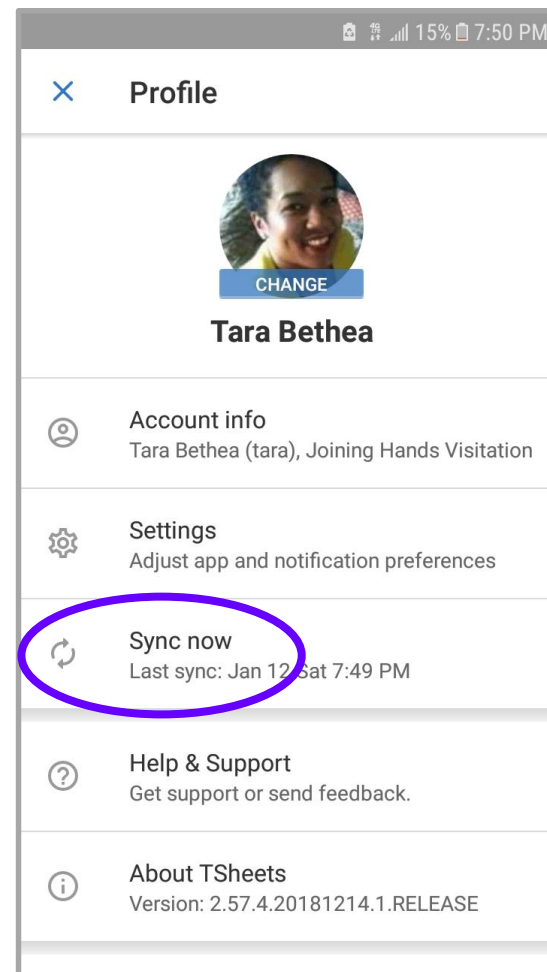 15% 7:50 PM
Profile
CHANGE
Tara Bethea
Account info
Tara Bethea (tara), Joining Hands Visitation
Settings
Adjust app and notification preferences
Sync now
Last sync: Jan 12 Sat 7:49 PM
Help & Support
Get support or send feedback.
About TSheets
Version: 2.57.4.20181214.1.RELEASE